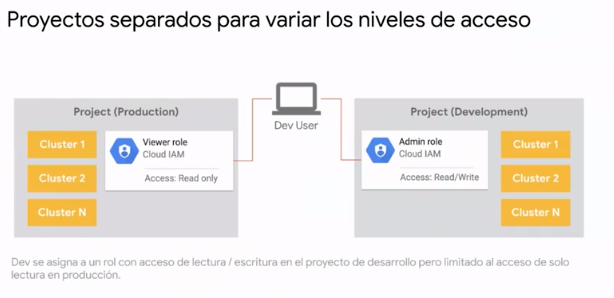 Proyectos separados para variar los niveles de acceso
Project (Production)
Cluster 1
Cluster 2
Cluster N
Viewer role
Cloud IAM
Access: Read only
Dev User
Project (Development)
Admin role
Cloud IAM
Access: Read/Write
Cluster 1
Cluster 2
Cluster N
Dev se asigna a un rol con acceso de lectura / escritura en el proyecto de desarrollo pero limitado al acceso de solo
lectura en producción.